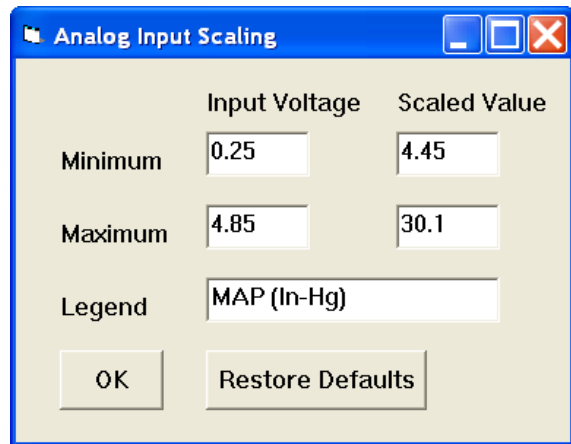 Analog Input Scaling
Input Voltage Scaled Value
Minimum 0.25 4.45
Maximum 4.85 30.1
Legend MAP (In-Hg)
OK Restore Defaults